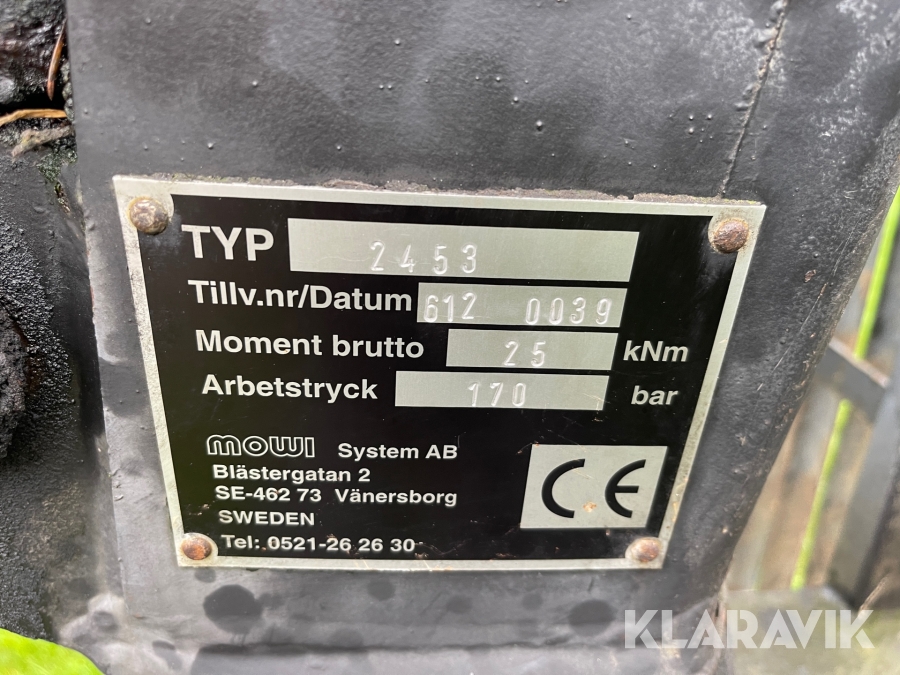 TYP 2453
Tillv.nr/Datum 612 0039
Moment brutto 25 kNm
Arbetstryck 170 bar
mowi System AB
Blästergatan 2
SE-462 73 Vänersborg
SWEDEN
Tel: 0521-26 26 30
CE
KLARAVIK